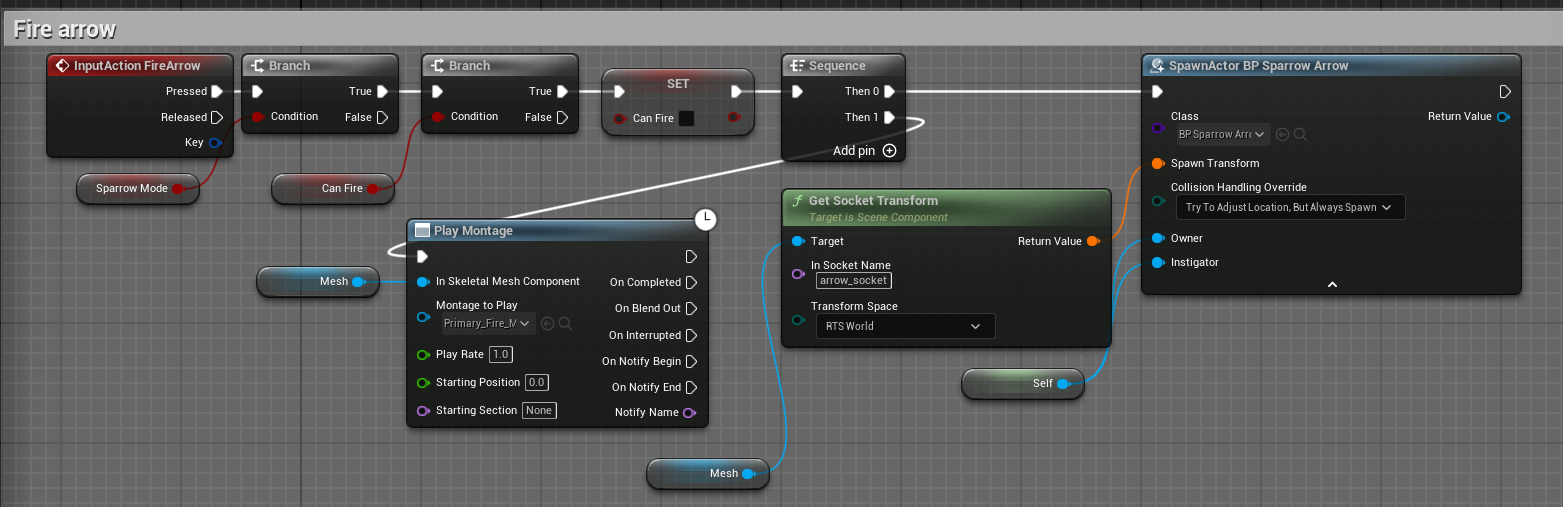 Fire arrow
InputAction FireArrow
Pressed
Released
Key
Sparrow Mode
Branch
True
Condition
False
Can Fire
Branch
True
Condition
False
SET
Can Fire
Sequence
Then 0
Then 1
Add pin
SpawnActor BP Sparrow Arrow
Class
Return Value
BP Sparrow Arr
Spawn Transform
Collision Handling Override
Try To Adjust Location, But Always Spawn
Owner
Instigator
Get Socket Transform
Target is Scene Component
Target
Return Value
In Socket Name
arrow_socket
Transform Space
RTS World
Self
Mesh
Play Montage
In Skeletal Mesh Component
On Completed
Montage to Play
Primary_Fire_M
On Blend Out
On Interrupted
Play Rate 1.0
On Notify Begin
Starting Position 0.0
On Notify End
Starting Section None
Notify Name
Mesh